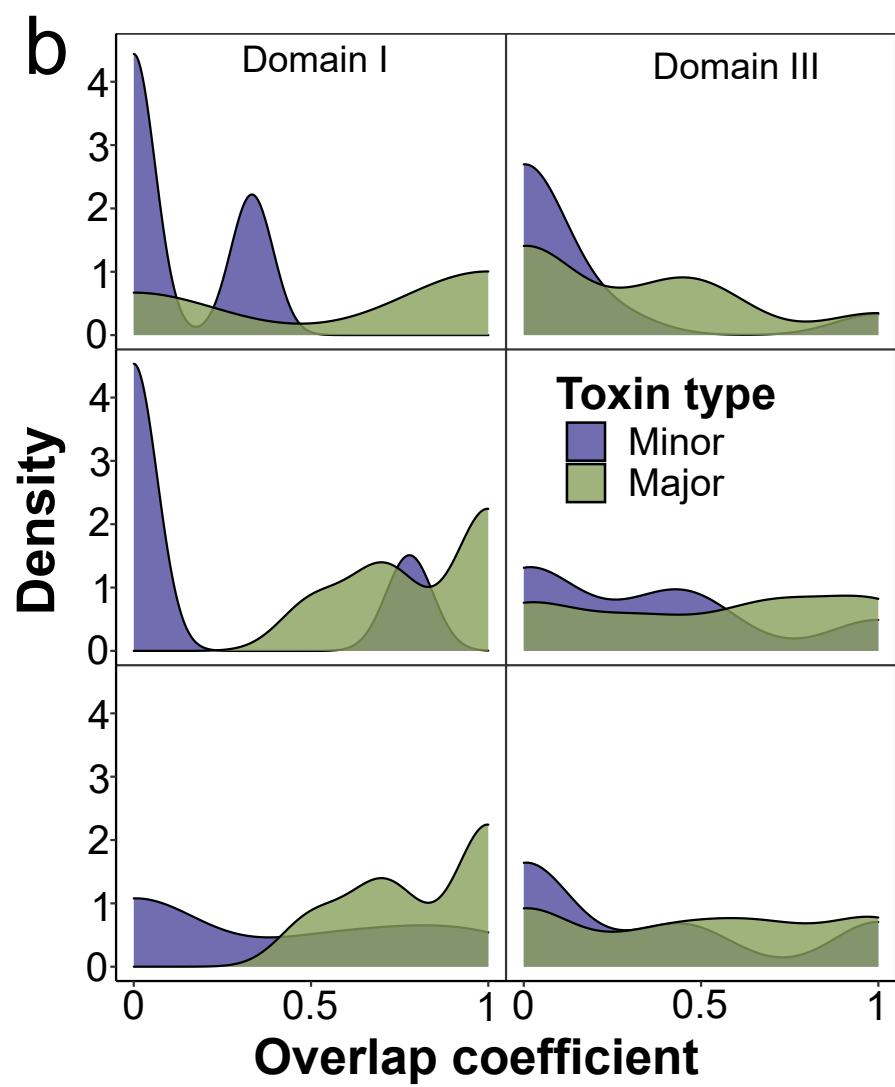 b
Domain I
Domain III
4
3
2
1
0
Toxin type
Minor
Major
4
3
2
1
0
Density
4
3
2
1
0
0 0.5 1 0 0.5 1
Overlap coefficient